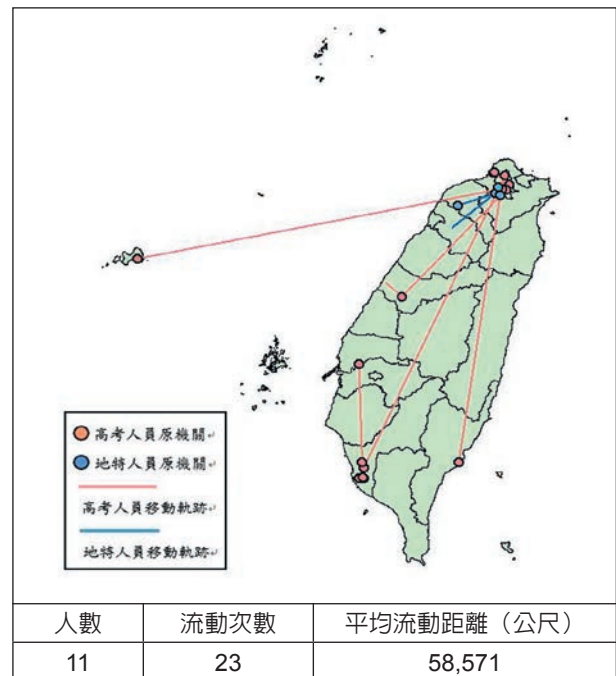 高考人員原機關
地特人員原機關
高考人員移動軌跡
地特人員移動軌跡
人數 流動次數 平均流動距離（公尺）
11 23 58,571